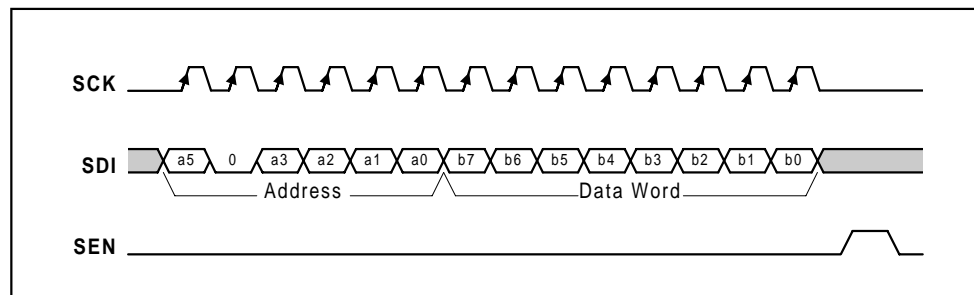 SCK
SDI a5 0 a3 a2 a1 a0 b7 b6 b5 b4 b3 b2 b1 b0
Address Data Word
SEN